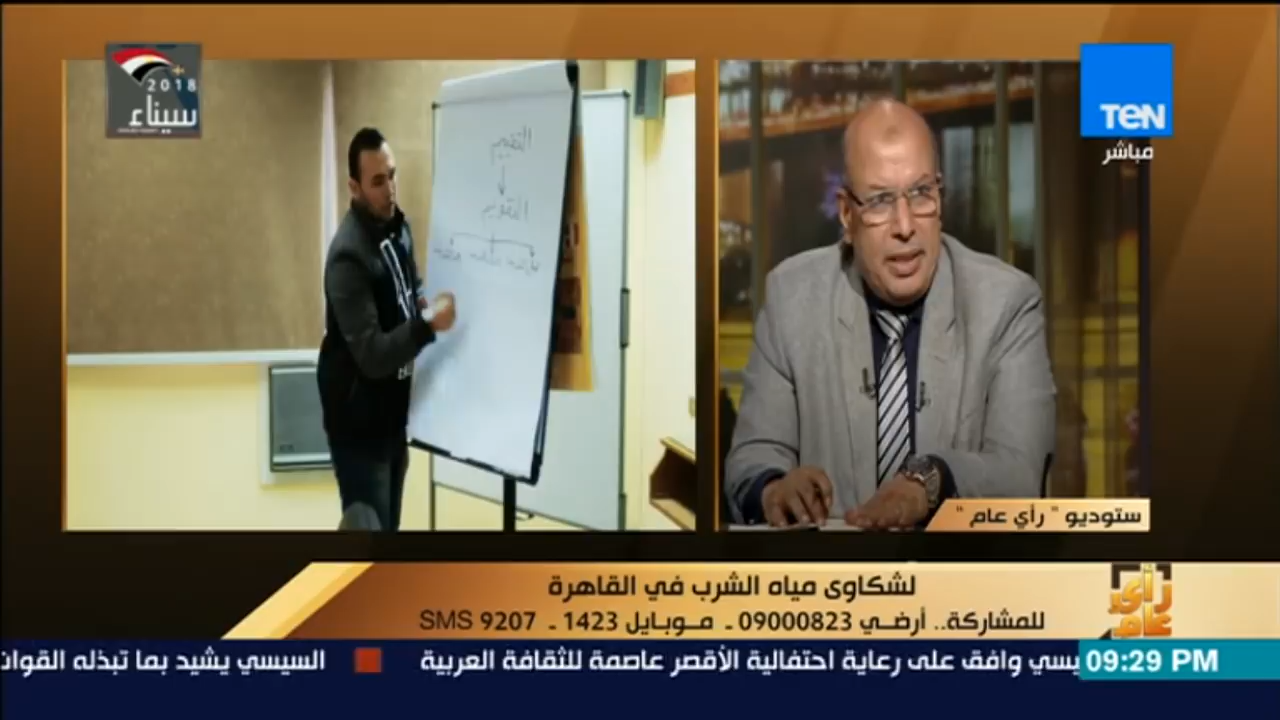 2018
سيناء
TEN
مباشر
التقييم
التقويم
ستوديو " رأي عام "
رأي
عام
لشكاوى مياه الشرب في القاهرة
للمشاركة.. أرضي 09000823 ـ موبايل 1423 ـ SMS 9207
09:29 PM
يسي وافق على رعاية احتفالية الأقصر عاصمة للثقافة العربية
السيسي يشيد بما تبذله القوات